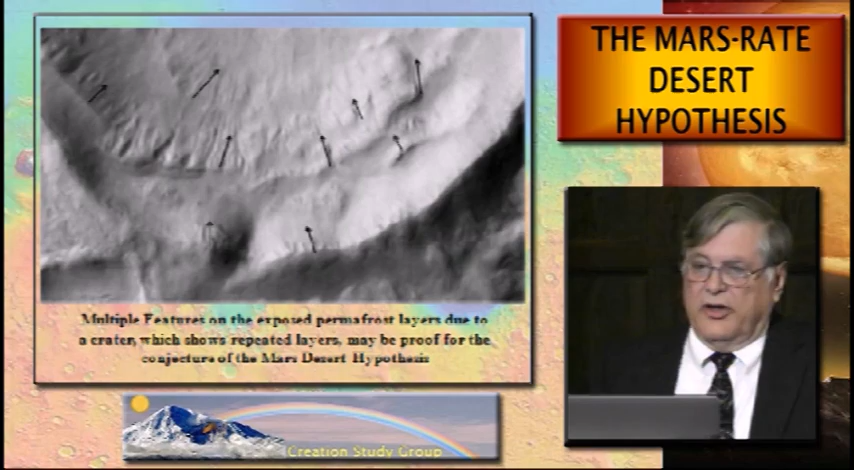 THE MARS-RATE
DESERT
HYPOTHESIS
Multiple Features on the exposed permafrost layers due to
a crater, which shows repeated layers, may be proof for the
conjecture of the Mars Desert Hypothesis
Creation Study Group